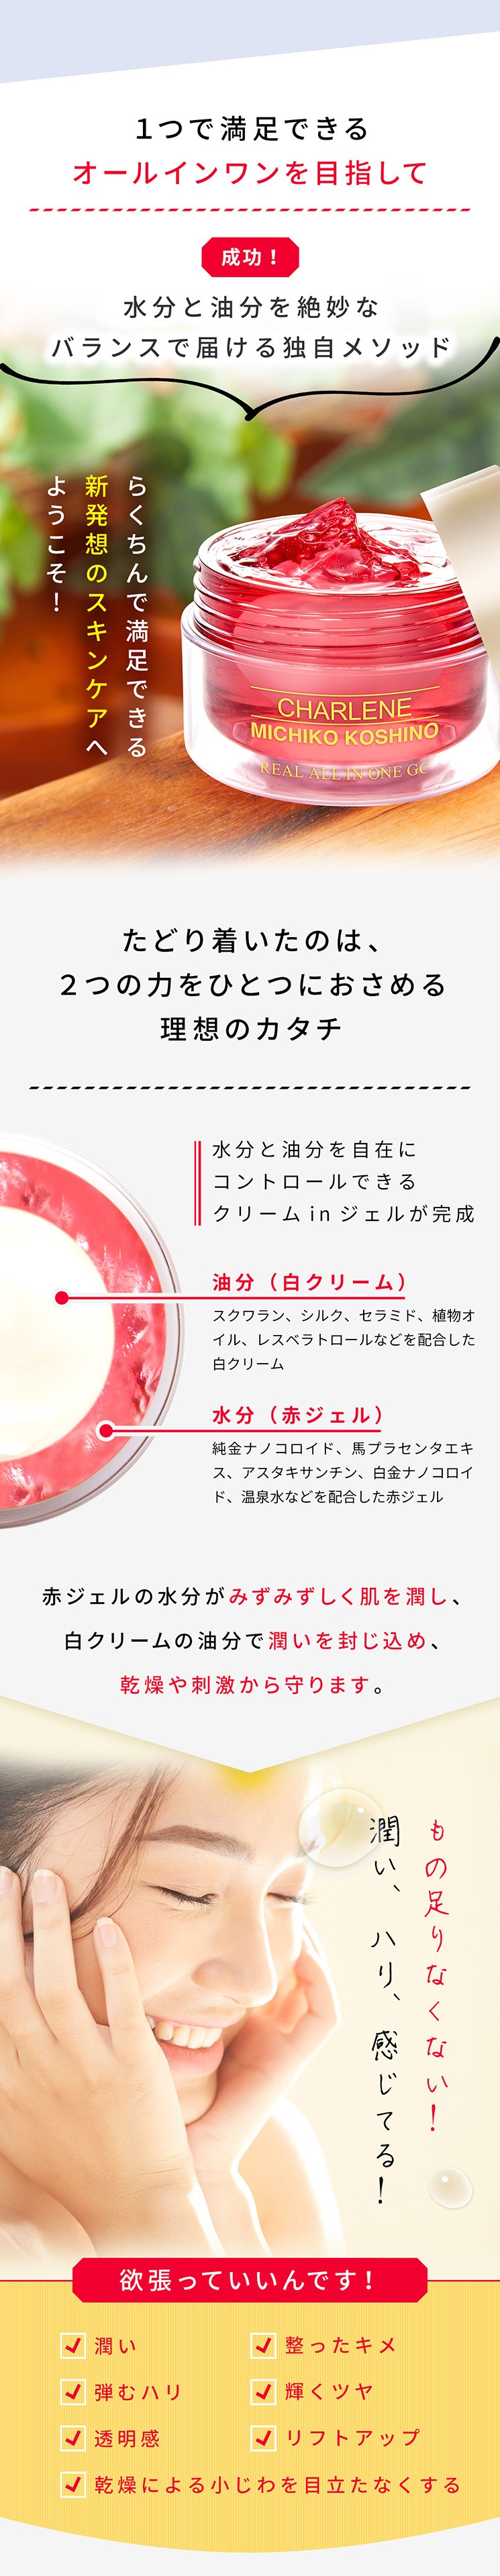 1つで満足できる
オールインワンを目指して
成功！
水分と油分を絶妙な
バランスで届ける独自メソッド
らくちんで満足できる
新発想のスキンケアへ
ようこそ！
CHARLENE
MICHIKO KOSHINO
REAL ALL IN ONE GO
たどり着いたのは、
2つの力をひとつにおさめる
理想のカタチ
水分と油分を自在に
コントロールできる
クリーム in ジェルが完成
油分（白クリーム）
スクワラン、シルク、セラミド、植物オ
イル、レスベラトロールなどを配合した
白クリーム
水分（赤ジェル）
純金ナノコロイド、馬プラセンタエキ
ス、アスタキサンチン、白金ナノコロイ
ド、温泉水などを配合した赤ジェル
赤ジェルの水分がみずみずしく肌を潤し、
白クリームの油分で潤いを封じ込め、
乾燥や刺激から守ります。
もの足りなくない！
潤い、ハリ、感じてる！
欲張っていいんです！
潤い
整ったキメ
弾むハリ
輝くツヤ
透明感
リフトアップ
乾燥による小じわを目立たなくする